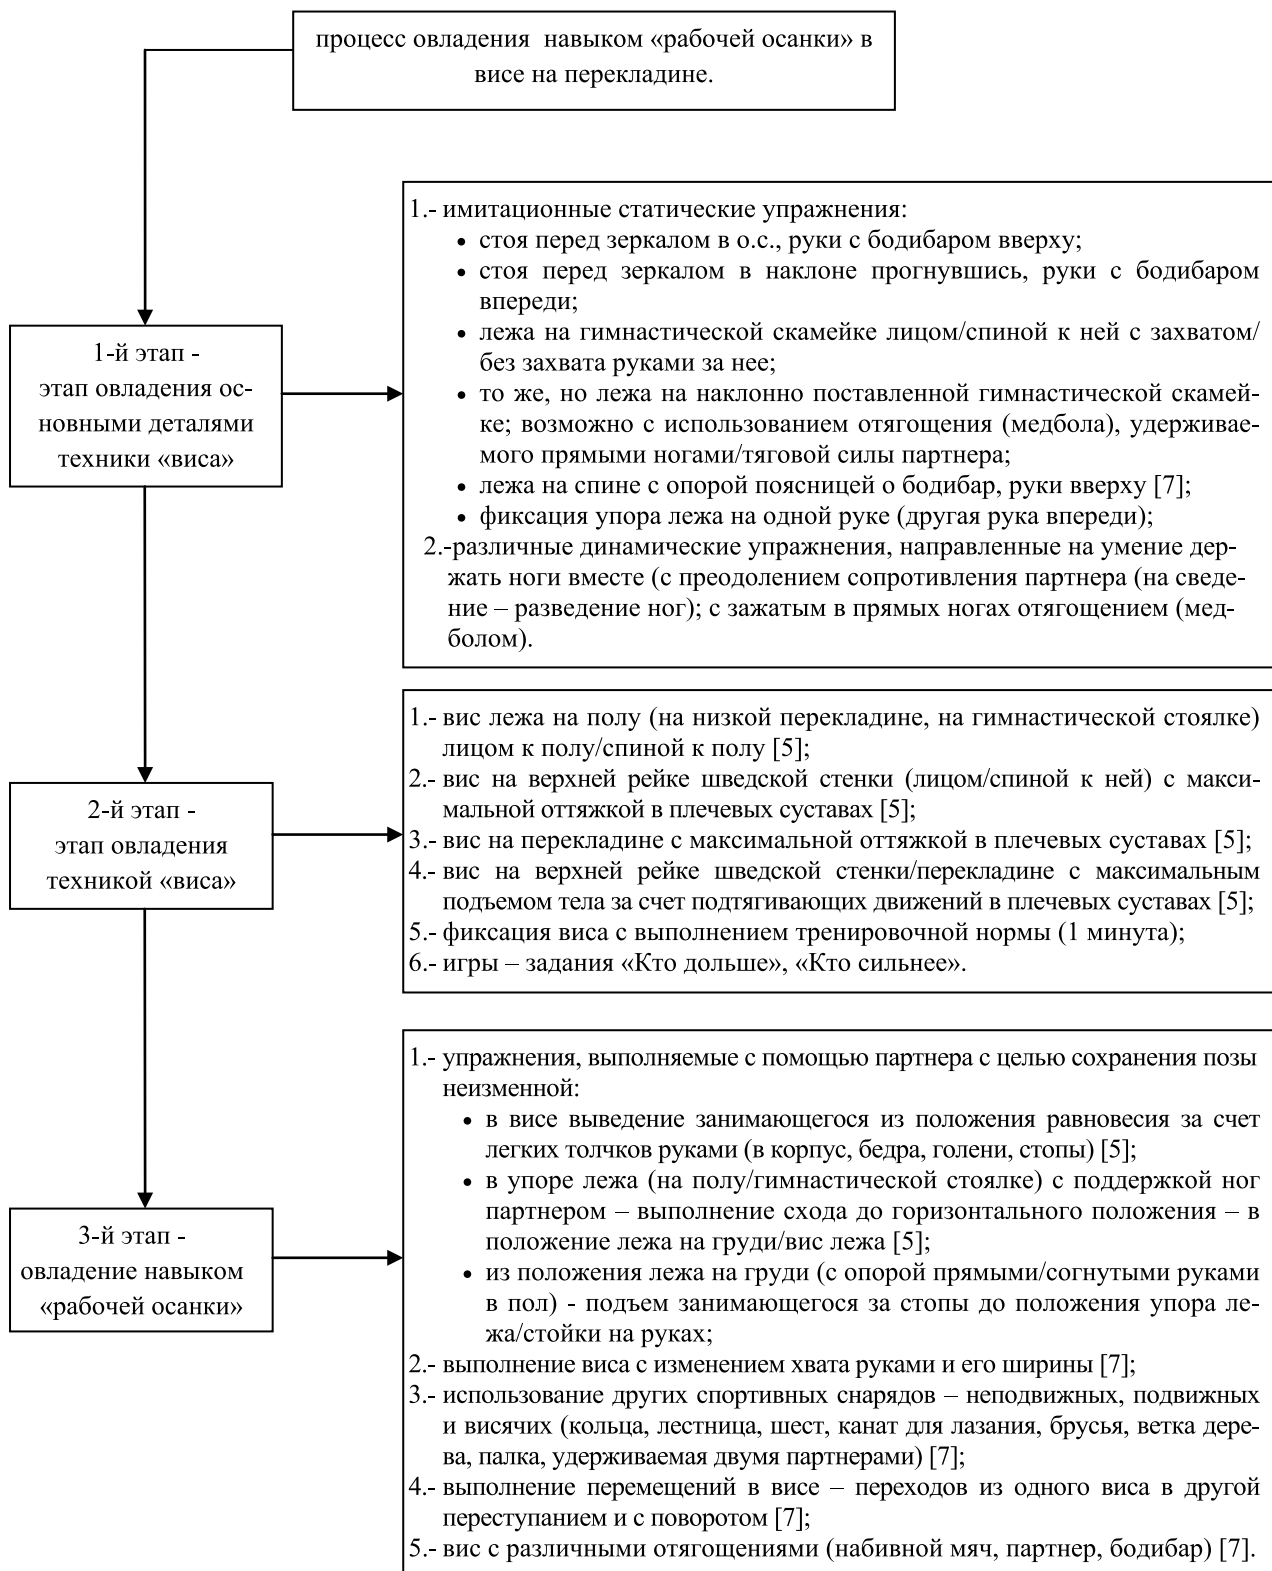 процесс овладения навыком «рабочей осанки» в
висе на перекладине.
1-й этап -
этап овладения ос-
новными деталями
техники «виса»
1.- имитационные статические упражнения:
• стоя перед зеркалом в о.с., руки с бодибаром вверху;
• стоя перед зеркалом в наклоне прогнувшись, руки с бодибаром
впереди;
• лежа на гимнастической скамейке лицом/спиной к ней с захватом/
без захвата руками за нее;
• то же, но лежа на наклонно поставленной гимнастической скамей-
ке; возможно с использованием отягощения (медбола), удерживае-
мого прямыми ногами/тяговой силы партнера;
• лежа на спине с опорой поясницей о бодибар, руки вверху [7];
• фиксация упора лежа на одной руке (другая рука впереди);
2.-различные динамические упражнения, направленные на умение дер-
жать ноги вместе (с преодолением сопротивления партнера (на сведе-
ние – разведение ног); с зажатым в прямых ногах отягощением (мед-
болом).
2-й этап -
этап овладения
техникой «виса»
1.- вис лежа на полу (на низкой перекладине, на гимнастической стоялке)
лицом к полу/спиной к полу [5];
2.- вис на верхней рейке шведской стенки (лицом/спиной к ней) с макси-
мальной оттяжкой в плечевых суставах [5];
3.- вис на перекладине с максимальной оттяжкой в плечевых суставах [5];
4.- вис на верхней рейке шведской стенки/перекладине с максимальным
подъемом тела за счет подтягивающих движений в плечевых суставах [5];
5.- фиксация виса с выполнением тренировочной нормы (1 минута);
6.- игры – задания «Кто дольше», «Кто сильнее».
3-й этап -
овладение навыком
«рабочей осанки»
1.- упражнения, выполняемые с помощью партнера с целью сохранения позы
неизменной:
• в висе выведение занимающегося из положения равновесия за счет
легких толчков руками (в корпус, бедра, голени, стопы) [5];
• в упоре лежа (на полу/гимнастической стоялке) с поддержкой ног
партнером – выполнение схода до горизонтального положения – в
положение лежа на груди/вис лежа [5];
• из положения лежа на груди (с опорой прямыми/согнутыми руками
в пол) - подъем занимающегося за стопы до положения упора ле-
жа/стойки на руках;
2.- выполнение виса с изменением хвата руками и его ширины [7];
3.- использование других спортивных снарядов – неподвижных, подвижных
и висячих (кольца, лестница, шест, канат для лазания, брусья, ветка дере-
ва, палка, удерживаемая двумя партнерами) [7];
4.- выполнение перемещений в висе – переходов из одного виса в другой
переступанием и с поворотом [7];
5.- вис с различными отягощениями (набивной мяч, партнер, бодибар) [7].